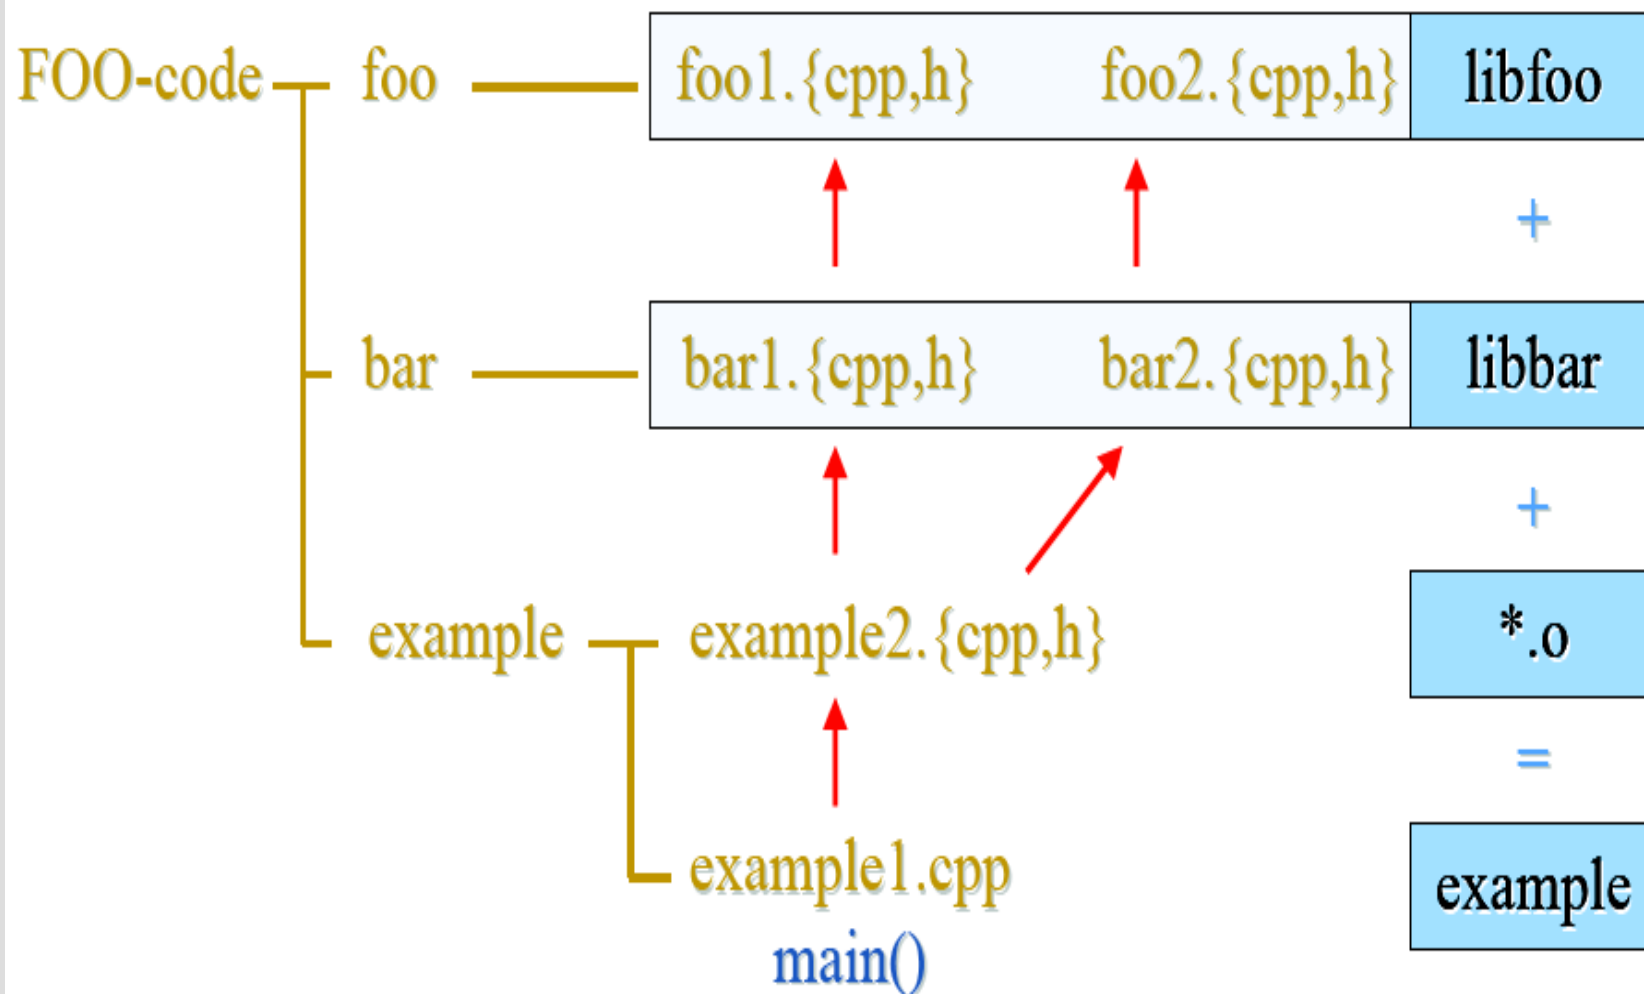 FOO-code foo foo1.{cpp,h} foo2.{cpp,h} libfoo
+
bar bar1.{cpp,h} bar2.{cpp,h} libbar
+
example example2.{cpp,h} *.o
=
example1.cpp example
main()